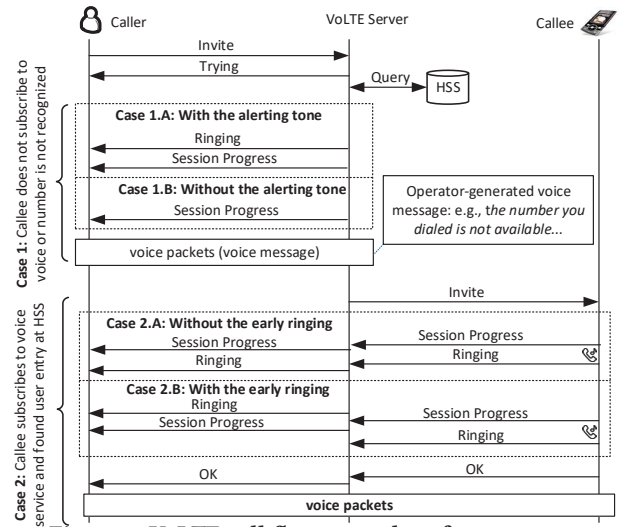 Caller
VoLTE Server
Callee
Invite
Trying
Query
HSS
Case 1: Callee does not subscribe to
voice or number is not recognized
Case 1.A: With the alerting tone
Ringing
Session Progress
Case 1.B: Without the alerting tone
Session Progress
Operator-generated voice
message: e.g., the number you
dialed is not available...
voice packets (voice message)
Case 2: Callee subscribes to voice
service and found user entry at HSS
Invite
Case 2.A: Without the early ringing
Session Progress
Session Progress
Ringing
Ringing
Case 2.B: With the early ringing
Ringing
Session Progress
Session Progress
Ringing
OK
OK
voice packets